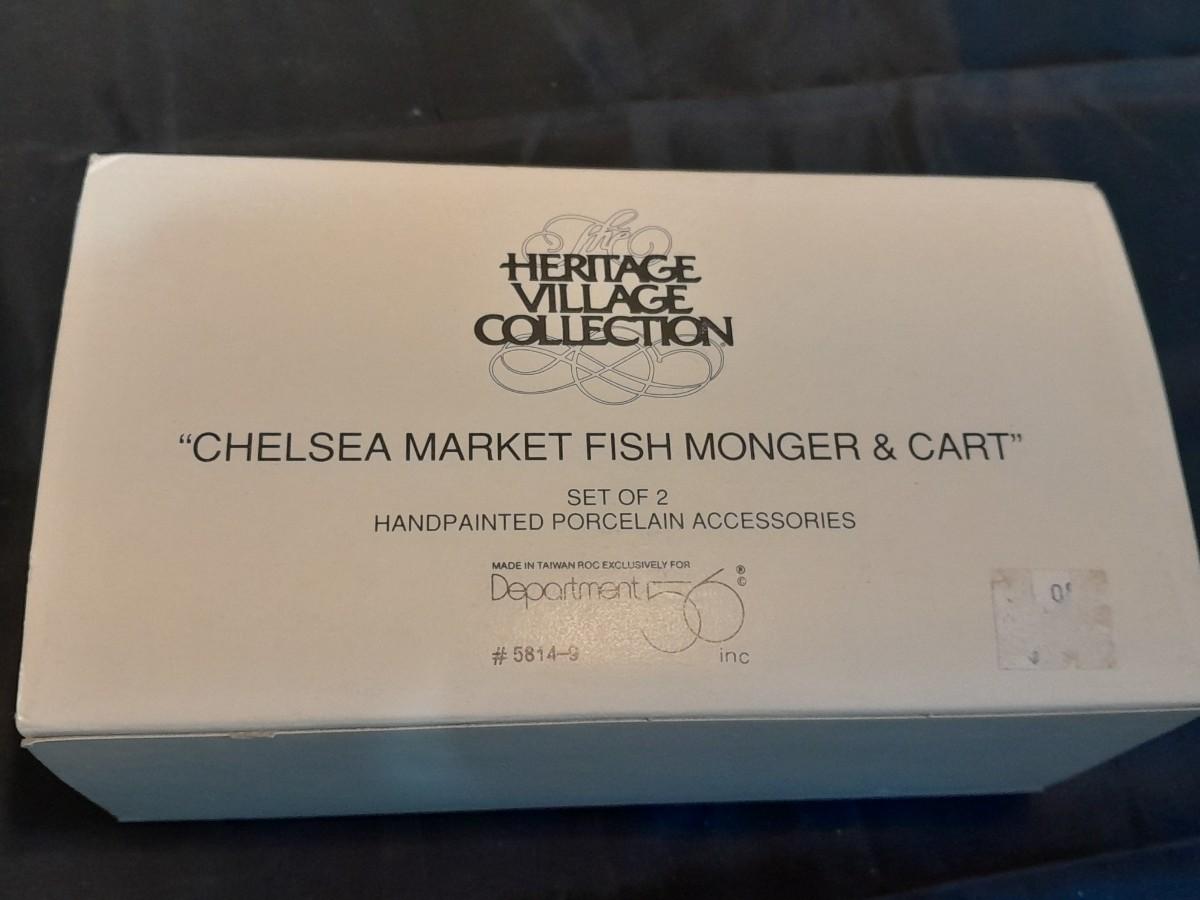 The
HERITAGE
VILLAGE
COLLECTION
“CHELSEA MARKET FISH MONGER & CART”
SET OF 2
HANDPAINTED PORCELAIN ACCESSORIES
MADE IN TAIWAN ROC EXCLUSIVELY FOR
Department 56 ® ©
# 5814-9 inc